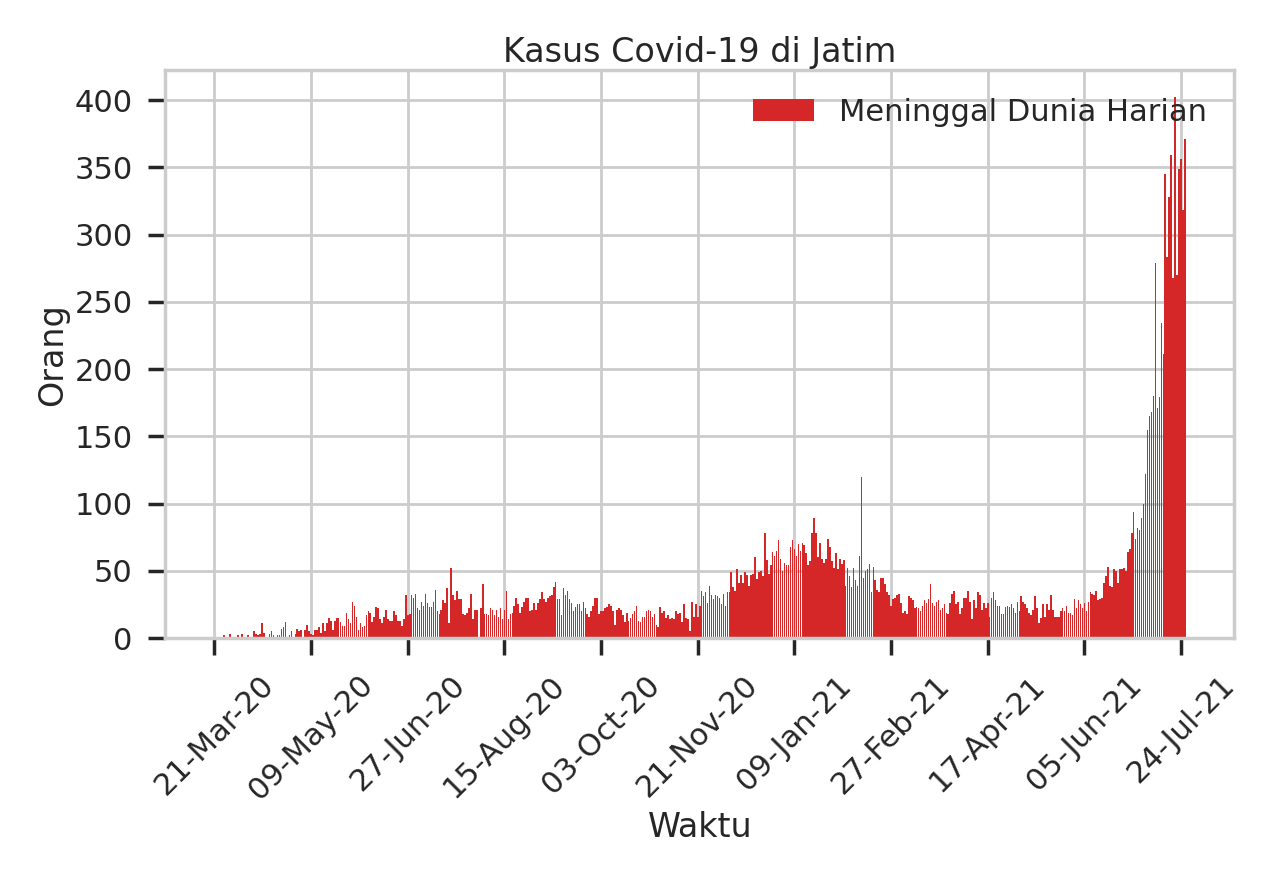 Kasus Covid-19 di Jatim
Meninggal Dunia Harian
400
350
300
250
200
150
100
50
0
Orang
21-Mar-20
09-May-20
27-Jun-20
15-Aug-20
03-Oct-20
21-Nov-20
09-Jan-21
27-Feb-21
17-Apr-21
05-Jun-21
24-Jul-21
Waktu